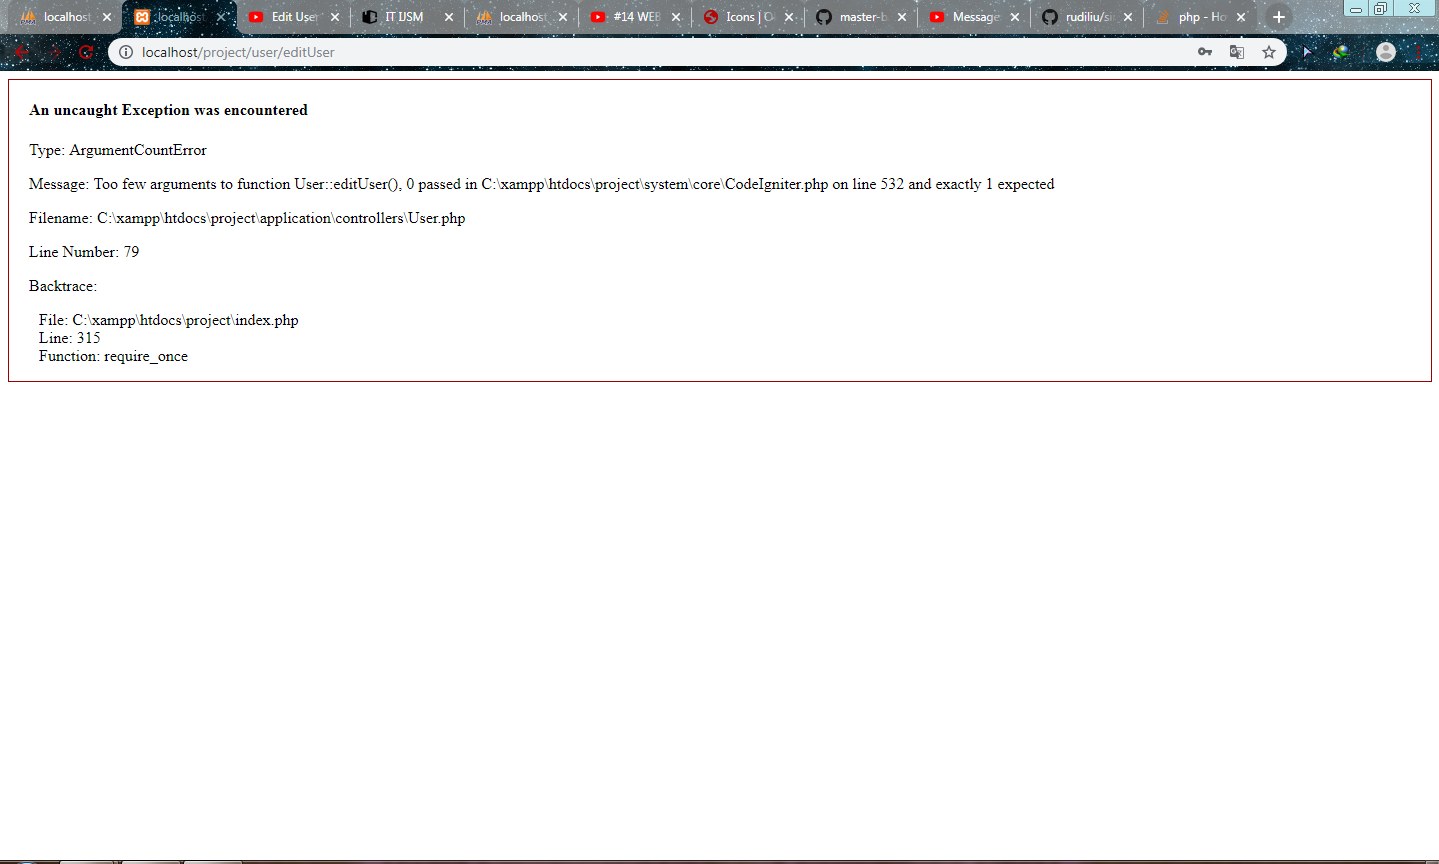 localhost
localhost
Edit User
IT IJSM
localhost
#14 WEB
Icons |
master-b
Message
rudiliu/si
php - Ho
localhost/project/user/editUser
An uncaught Exception was encountered
Type: ArgumentCountError
Message: Too few arguments to function User::editUser(), 0 passed in C:\xampp\htdocs\project\system\core\CodeIgniter.php on line 532 and exactly 1 expected
Filename: C:\xampp\htdocs\project\application\controllers\User.php
Line Number: 79
Backtrace:
File: C:\xampp\htdocs\project\index.php
Line: 315
Function: require_once